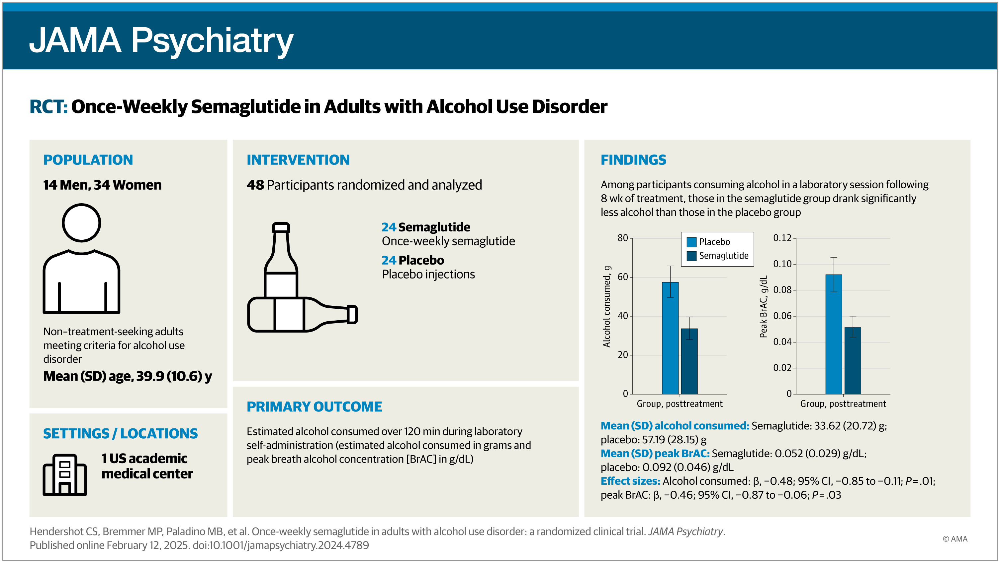 JAMA Psychiatry
RCT: Once-Weekly Semaglutide in Adults with Alcohol Use Disorder
POPULATION
14 Men, 34 Women
Non–treatment-seeking adults
meeting criteria for alcohol use
disorder
Mean (SD) age, 39.9 (10.6) y
SETTINGS / LOCATIONS
1 US academic
medical center
INTERVENTION
48 Participants randomized and analyzed
24 Semaglutide
Once-weekly semaglutide
24 Placebo
Placebo injections
PRIMARY OUTCOME
Estimated alcohol consumed over 120 min during laboratory
self-administration (estimated alcohol consumed in grams and
peak breath alcohol concentration [BrAC] in g/dL)
FINDINGS
Among participants consuming alcohol in a laboratory session following
8 wk of treatment, those in the semaglutide group drank significantly
less alcohol than those in the placebo group
Alcohol consumed, g
80
60
40
20
0
Group, posttreatment
Placebo
Semaglutide
Peak BrAC, g/dL
0.12
0.10
0.08
0.06
0.04
0.02
0
Group, posttreatment
Mean (SD) alcohol consumed: Semaglutide: 33.62 (20.72) g;
placebo: 57.19 (28.15) g
Mean (SD) peak BrAC: Semaglutide: 0.052 (0.029) g/dL;
placebo: 0.092 (0.046) g/dL
Effect sizes: Alcohol consumed: β, −0.48; 95% CI, −0.85 to −0.11; P = .01;
peak BrAC: β, −0.46; 95% CI, −0.87 to −0.06; P = .03
Hendershot CS, Bremmer MP, Paladino MB, et al. Once-weekly semaglutide in adults with alcohol use disorder: a randomized clinical trial. JAMA Psychiatry.
Published online February 12, 2025. doi:10.1001/jamapsychiatry.2024.4789
© AMA